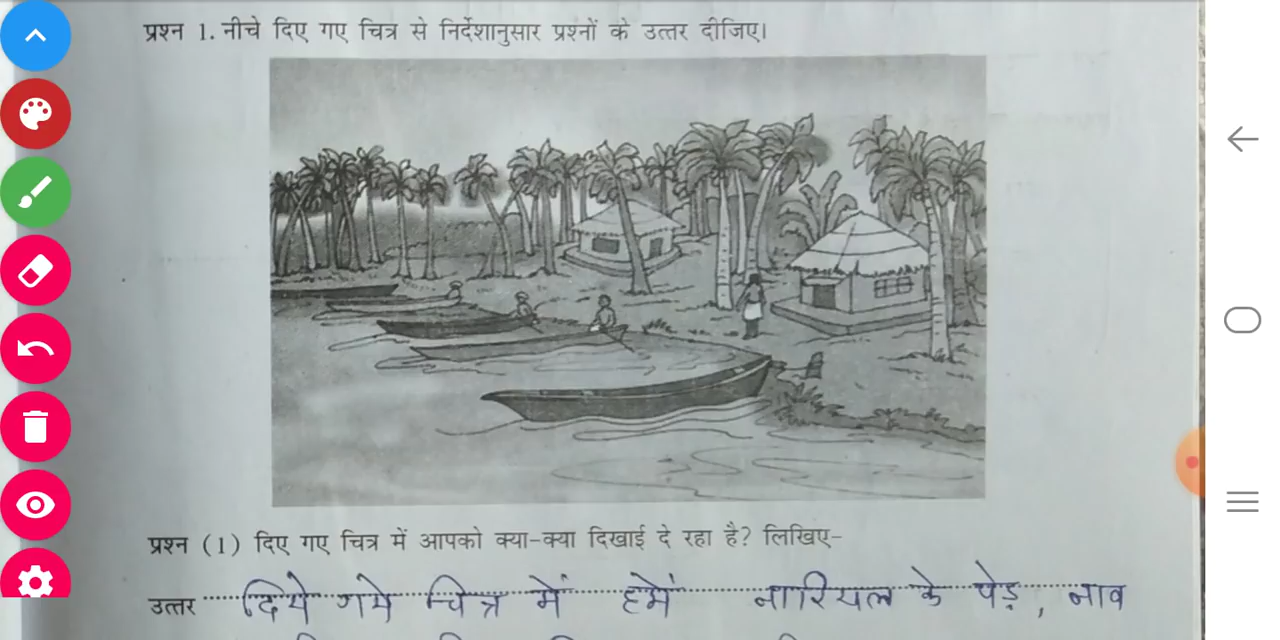 प्रश्न 1. नीचे दिए गए चित्र से निर्देशानुसार प्रश्नों के उत्तर दीजिए।
प्रश्न (1) दिए गए चित्र में आपको क्या-क्या दिखाई दे रहा है? लिखिए-
उत्तर दिये गये चित्र में हमें नारियल के पेड़, नाव